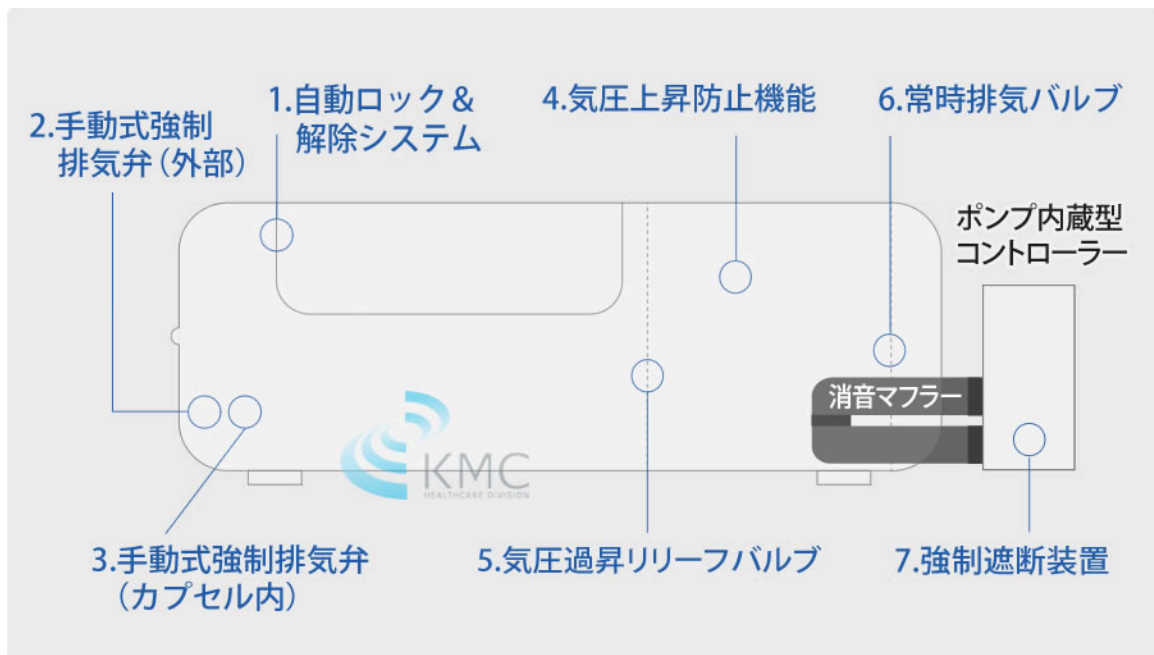 1.自動ロック＆
解除システム
2.手動式強制
排気弁（外部）
4.気圧上昇防止機能
6.常時排気バルブ
ポンプ内蔵型
コントローラー
消音マフラー
KMC
HEALTHCARE DIVISION
3.手動式強制排気弁
（カプセル内）
5.気圧過昇リリーフバルブ
7.強制遮断装置